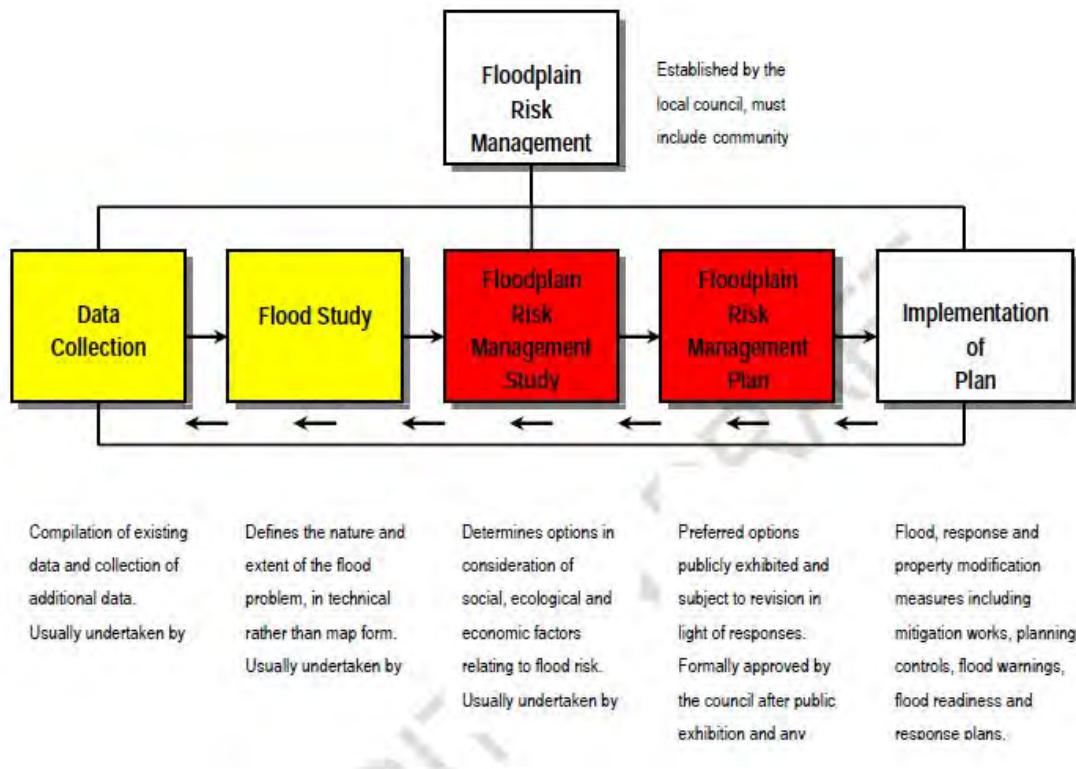 Floodplain
Risk
Management
Established by the
local council, must
include community
Data
Collection
Flood Study
Floodplain
Risk
Management
Study
Floodplain
Risk
Management
Plan
Implementation
of
Plan
Compilation of existing
data and collection of
additional data.
Usually undertaken by
Defines the nature and
extent of the flood
problem, in technical
rather than map form.
Usually undertaken by
Determines options in
consideration of
social, ecological and
economic factors
relating to flood risk.
Usually undertaken by
Preferred options
publicly exhibited and
subject to revision in
light of responses.
Formally approved by
the council after public
exhibition and any
Flood, response and
property modification
measures including
mitigation works, planning
controls, flood warnings,
flood readiness and
response plans.